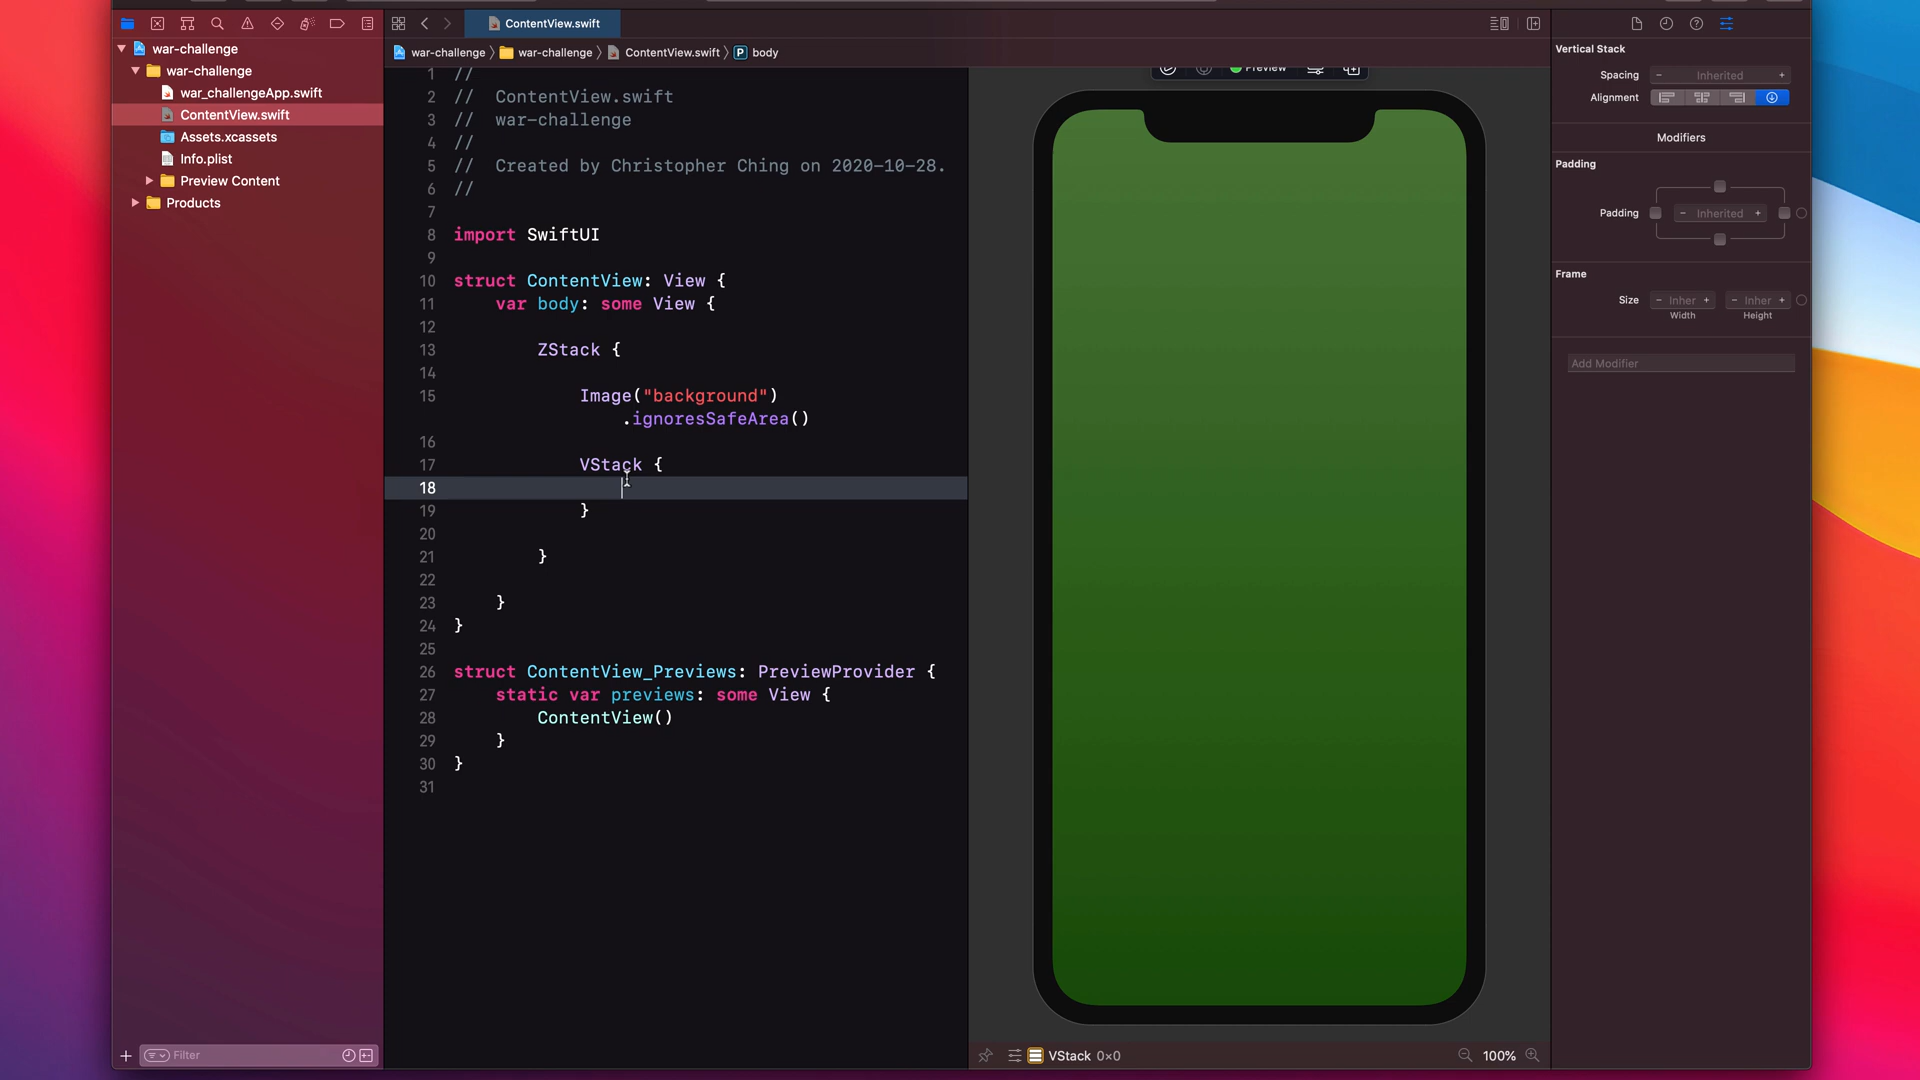 ContentView.swift
war-challenge
war-challenge
war_challengeApp.swift
ContentView.swift
Assets.xcassets
Info.plist
Preview Content
Products
Filter
war-challenge 〉 war-challenge 〉 ContentView.swift 〉 P body
1 //
2 //  ContentView.swift
3 //  war-challenge
4 //
5 //  Created by Christopher Ching on 2020-10-28.
6 //
7
8 import SwiftUI
9
10 struct ContentView: View {
11     var body: some View {
12
13         ZStack {
14
15             Image("background")
                .ignoresSafeArea()
16
17             VStack {
18
19             }
20
21         }
22
23     }
24 }
25
26 struct ContentView_Previews: PreviewProvider {
27     static var previews: some View {
28         ContentView()
29     }
30 }
31
Preview
VStack 0×0
100%
Vertical Stack
Spacing − Inherited +
Alignment
Modifiers
Padding
Padding − Inherited +
Frame
Size − Inher + − Inher +
Width Height
Add Modifier